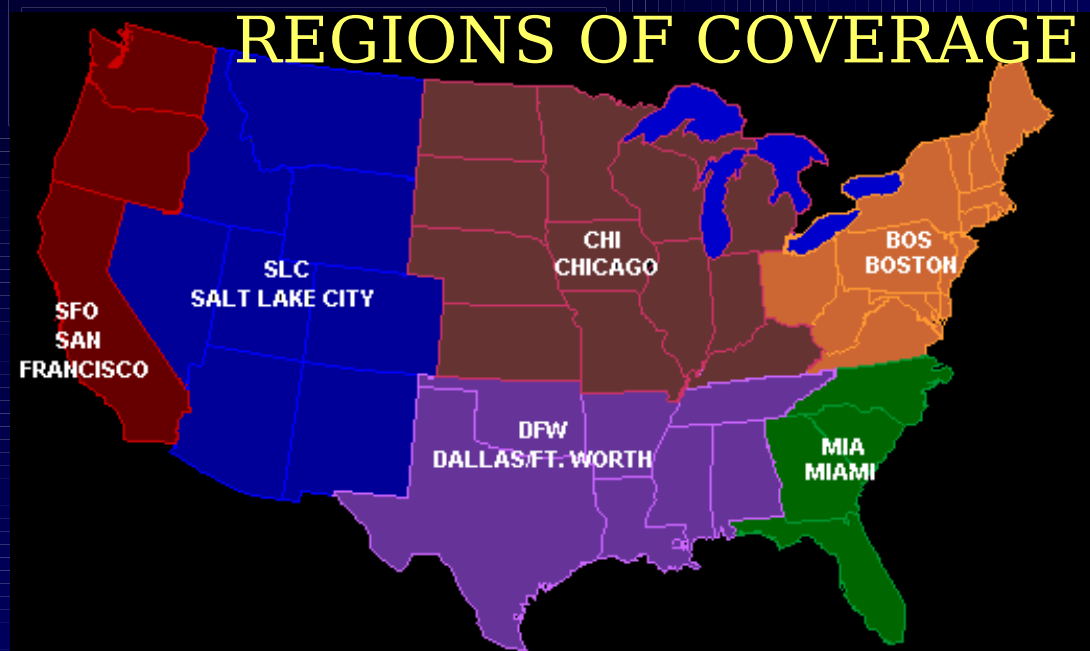 REGIONS OF COVERAGE
CHI
CHICAGO
BOS
BOSTON
SLC
SALT LAKE CITY
SFO
SAN
FRANCISCO
DFW
DALLAS/FT. WORTH
MIA
MIAMI